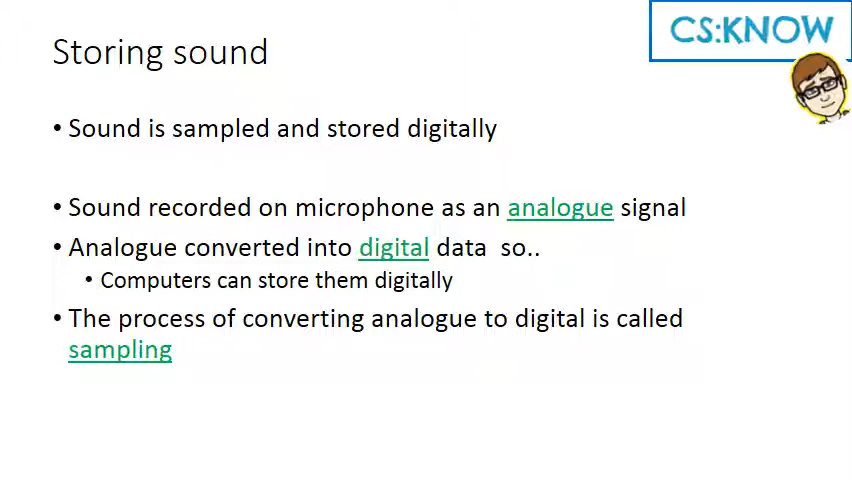 CS:KNOW
Storing sound
• Sound is sampled and stored digitally
• Sound recorded on microphone as an analogue signal
• Analogue converted into digital data  so..
• Computers can store them digitally
• The process of converting analogue to digital is called
sampling